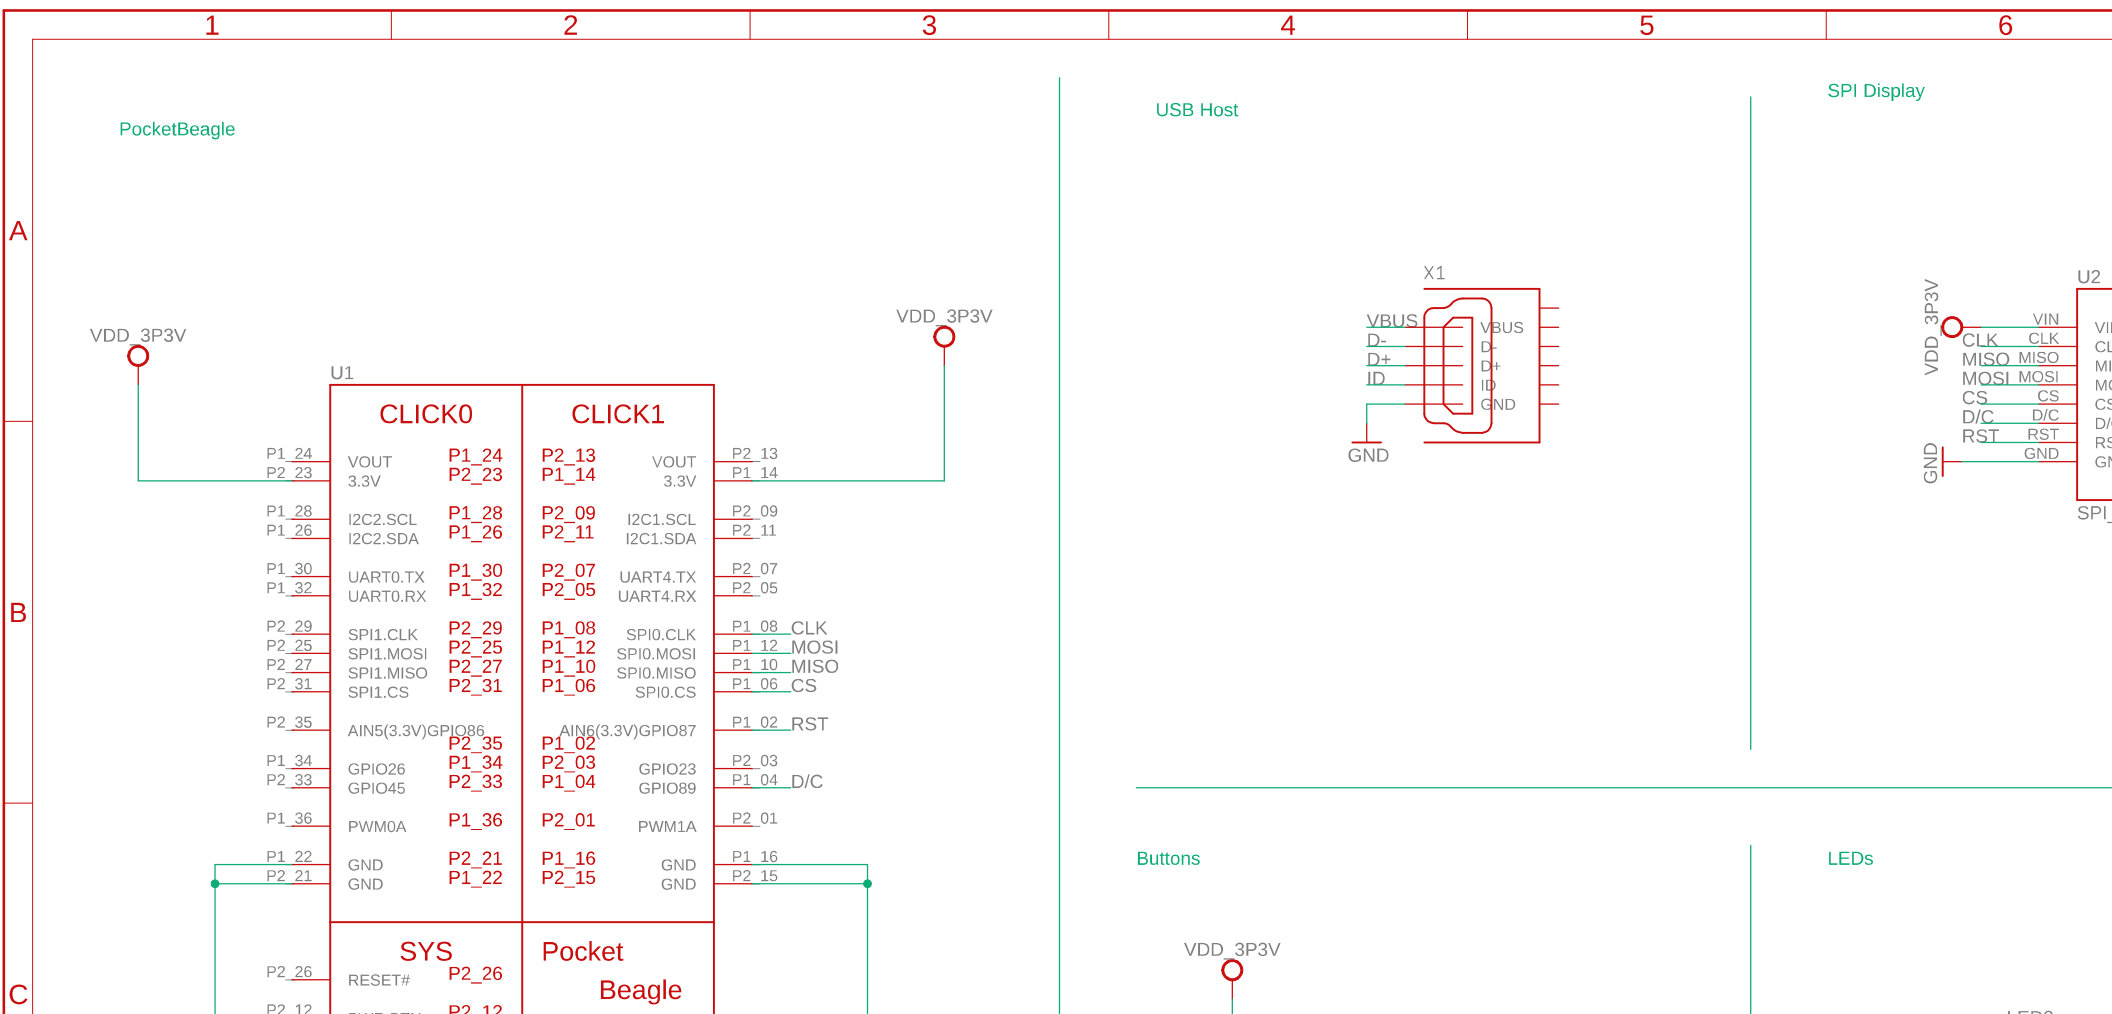 1 2 3 4 5 6
A
B
C
PocketBeagle
VDD_3P3V
VDD_3P3V
U1
CLICK0 CLICK1
P1_24 VOUT P1_24 P2_13 VOUT P2_13
P2_23 3.3V P2_23 P1_14 3.3V P1_14
P1_28 I2C2.SCL P1_28 P2_09 I2C1.SCL P2_09
P1_26 I2C2.SDA P1_26 P2_11 I2C1.SDA P2_11
P1_30 UART0.TX P1_30 P2_07 UART4.TX P2_07
P1_32 UART0.RX P1_32 P2_05 UART4.RX P2_05
P2_29 SPI1.CLK P2_29 P1_08 SPI0.CLK P1_08 CLK
P2_25 SPI1.MOSI P2_25 P1_12 SPI0.MOSI P1_12 MOSI
P2_27 SPI1.MISO P2_27 P1_10 SPI0.MISO P1_10 MISO
P2_31 SPI1.CS P2_31 P1_06 SPI0.CS P1_06 CS
P2_35 AIN5(3.3V)GPIO86 AIN6(3.3V)GPIO87 P1_02 RST
P2_35 P1_02
P1_34 GPIO26 P1_34 P2_03 GPIO23 P2_03
P2_33 GPIO45 P2_33 P1_04 GPIO89 P1_04 D/C
P1_36 PWM0A P1_36 P2_01 PWM1A P2_01
P1_22 GND P2_21 P1_16 GND P1_16
P2_21 GND P1_22 P2_15 GND P2_15
SYS Pocket
Beagle
P2_26 RESET# P2_26
P2_12 P2_12
USB Host
X1
VBUS VBUS
D- D-
D+ D+
ID ID
GND
GND
SPI Display
U2
VDD_3P3V
VIN
CLK CLK
MISO MISO
MOSI MOSI
CS CS
D/C D/C
RST RST
GND
GND
SPI_
Buttons
VDD_3P3V
LEDs